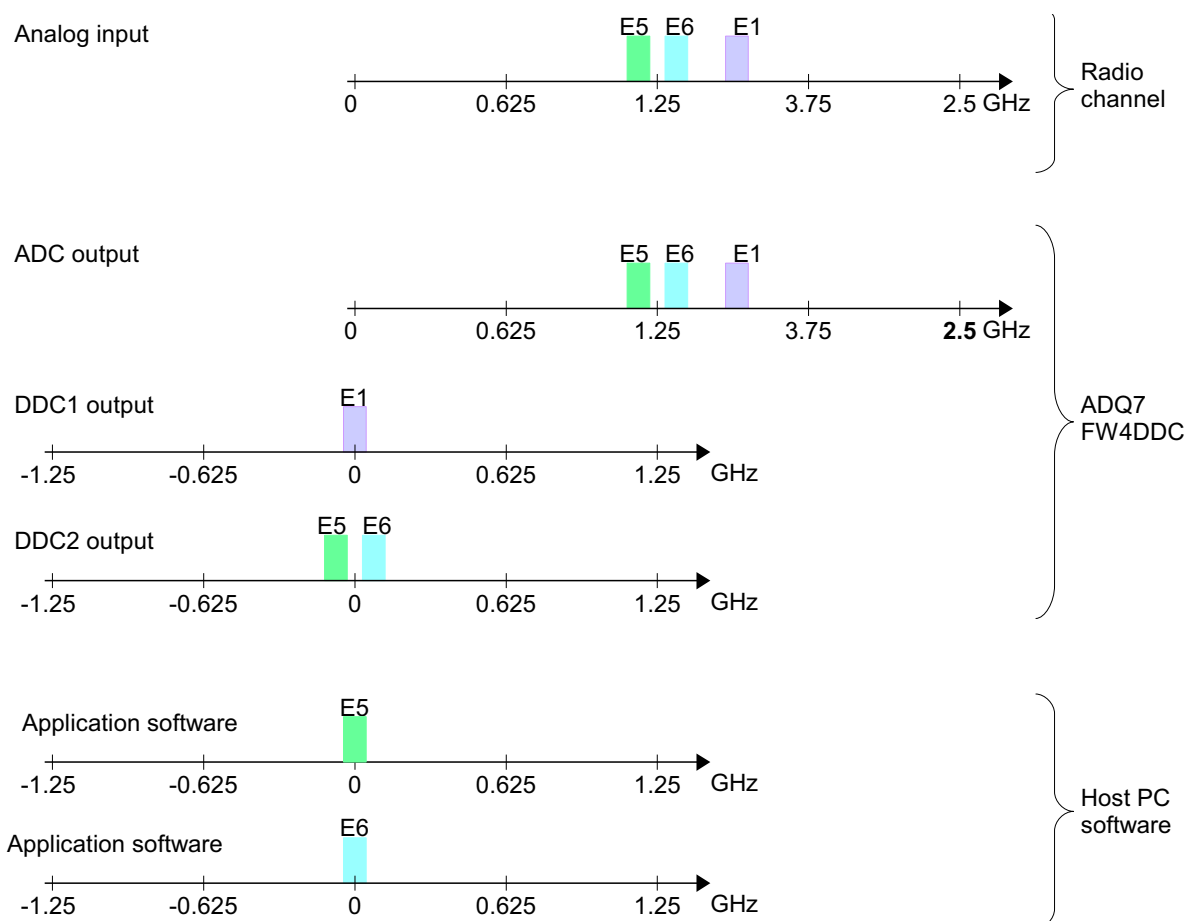 Analog input
E5 E6 E1
0 0.625 1.25 3.75 2.5 GHz
Radio
channel
ADC output
E5 E6 E1
0 0.625 1.25 3.75 2.5 GHz
DDC1 output
E1
-1.25 -0.625 0 0.625 1.25 GHz
DDC2 output
E5 E6
-1.25 -0.625 0 0.625 1.25 GHz
ADQ7
FW4DDC
Application software
E5
-1.25 -0.625 0 0.625 1.25 GHz
Application software
E6
-1.25 -0.625 0 0.625 1.25 GHz
Host PC
software